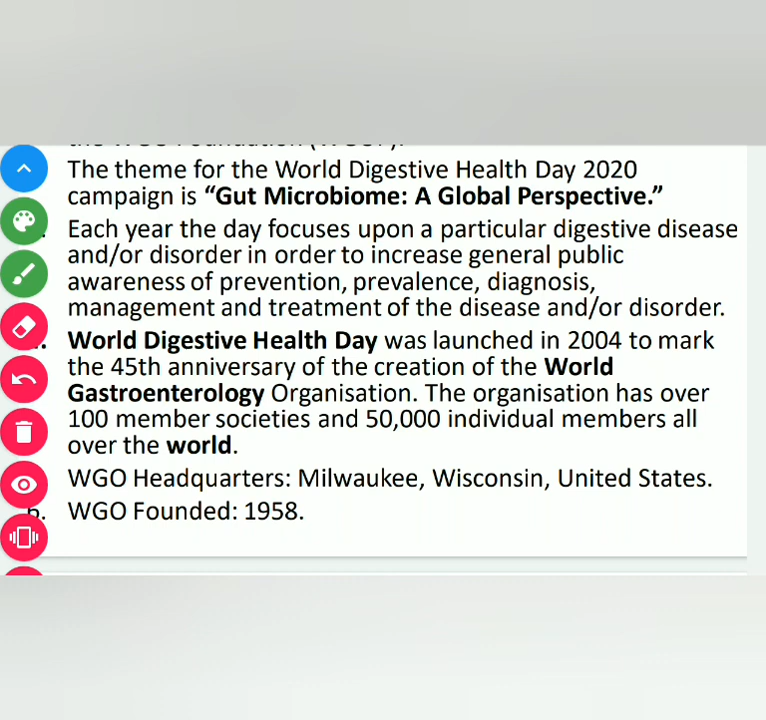 The theme for the World Digestive Health Day 2020
campaign is “Gut Microbiome: A Global Perspective.”
Each year the day focuses upon a particular digestive disease
and/or disorder in order to increase general public
awareness of prevention, prevalence, diagnosis,
management and treatment of the disease and/or disorder.
World Digestive Health Day was launched in 2004 to mark
the 45th anniversary of the creation of the World
Gastroenterology Organisation. The organisation has over
100 member societies and 50,000 individual members all
over the world.
WGO Headquarters: Milwaukee, Wisconsin, United States.
WGO Founded: 1958.